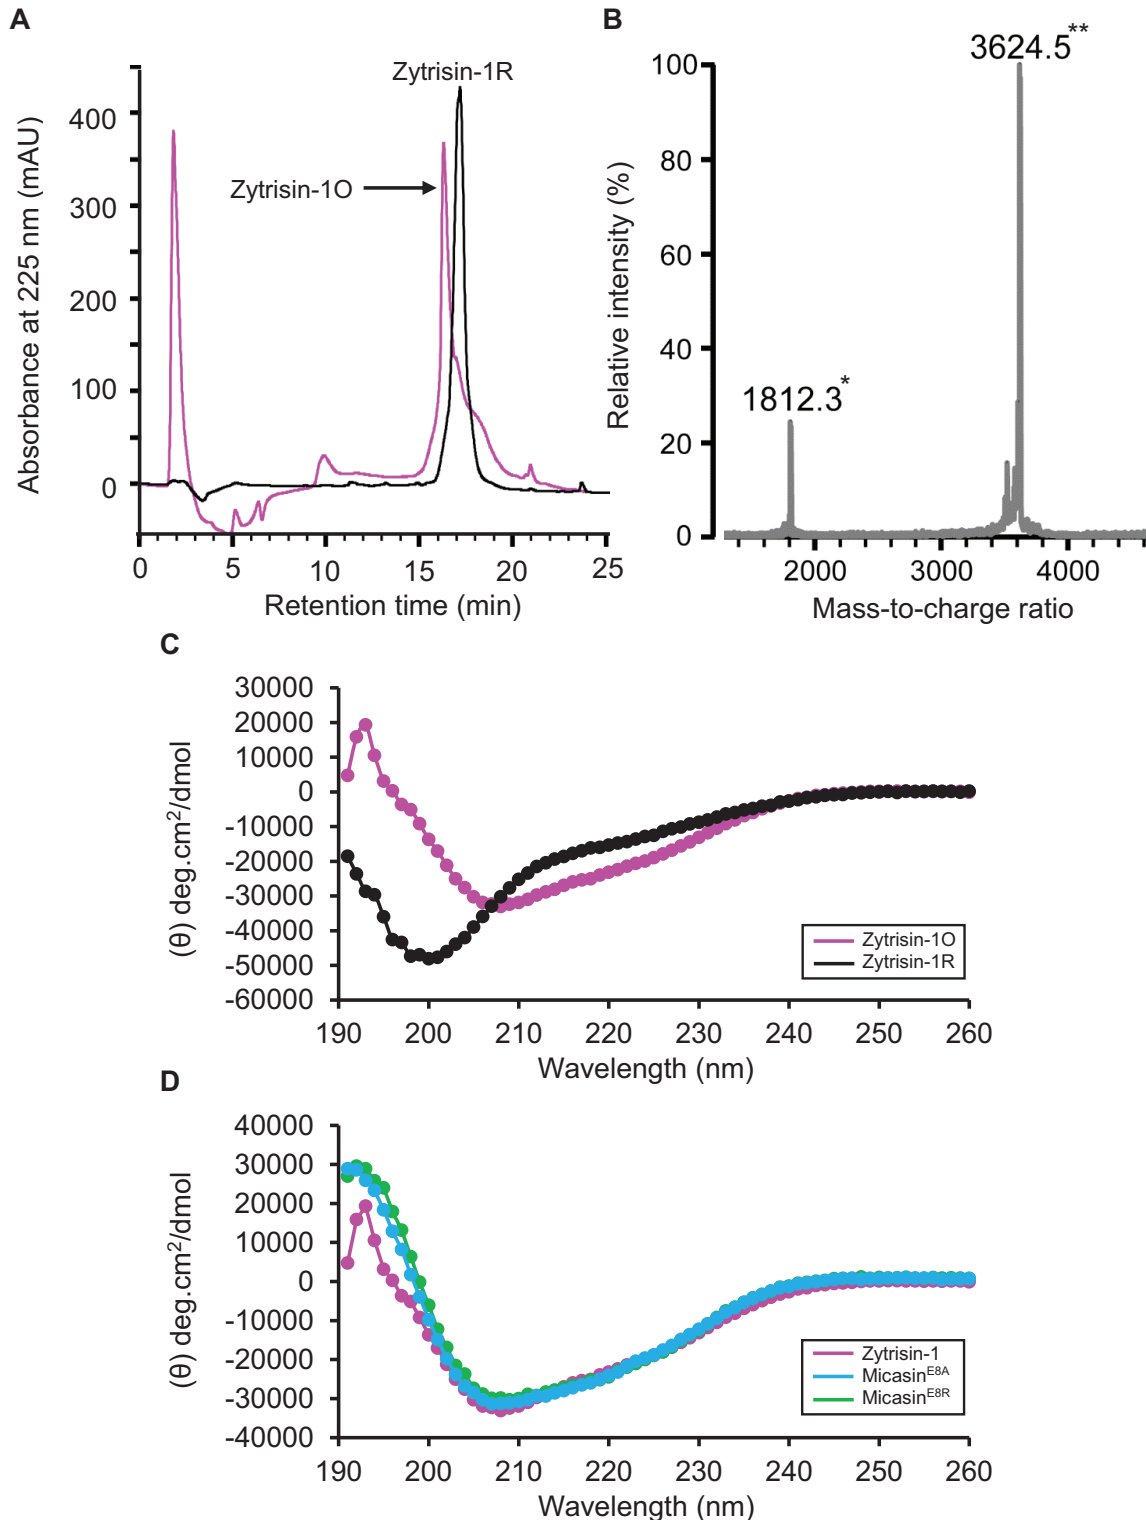 A
Absorbance at 225 nm (mAU)
400
300
200
100
0
Zytrisin-1R
Zytrisin-1O
0 5 10 15 20 25
Retention time (min)
B
Relative intensity (%)
100
80
60
40
20
0
3624.5**
1812.3*
2000 3000 4000
Mass-to-charge ratio
C
(θ) deg.cm²/dmol
30000
20000
10000
0
-10000
-20000
-30000
-40000
-50000
-60000
Zytrisin-1O
Zytrisin-1R
190 200 210 220 230 240 250 260
Wavelength (nm)
D
(θ) deg.cm²/dmol
40000
30000
20000
10000
0
-10000
-20000
-30000
-40000
Zytrisin-1
Micasin^E8A
Micasin^E8R
190 200 210 220 230 240 250 260
Wavelength (nm)